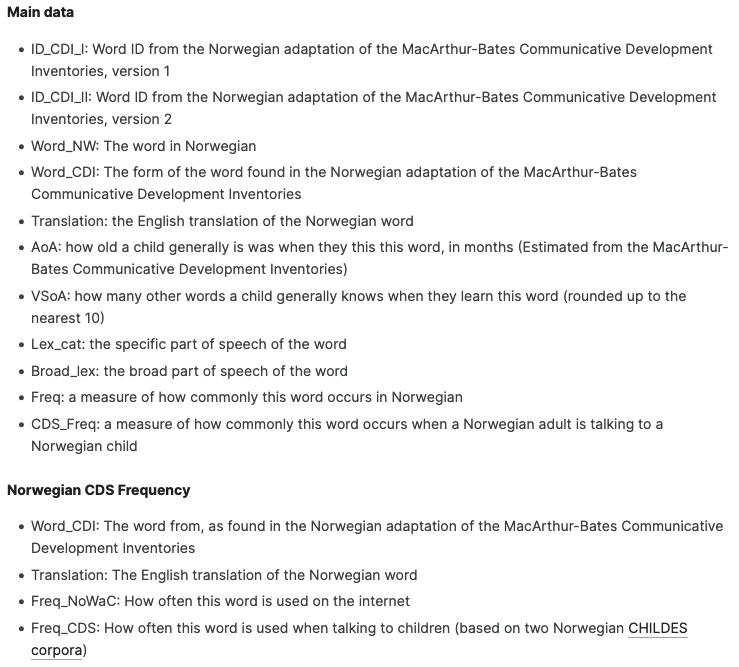 Main data
• ID_CDI_I: Word ID from the Norwegian adaptation of the MacArthur-Bates Communicative Development
Inventories, version 1
• ID_CDI_II: Word ID from the Norwegian adaptation of the MacArthur-Bates Communicative Development
Inventories, version 2
• Word_NW: The word in Norwegian
• Word_CDI: The form of the word found in the Norwegian adaptation of the MacArthur-Bates
Communicative Development Inventories
• Translation: the English translation of the Norwegian word
• AoA: how old a child generally is was when they this this word, in months (Estimated from the MacArthur-
Bates Communicative Development Inventories)
• VSoA: how many other words a child generally knows when they learn this word (rounded up to the
nearest 10)
• Lex_cat: the specific part of speech of the word
• Broad_lex: the broad part of speech of the word
• Freq: a measure of how commonly this word occurs in Norwegian
• CDS_Freq: a measure of how commonly this word occurs when a Norwegian adult is talking to a
Norwegian child
Norwegian CDS Frequency
• Word_CDI: The word from, as found in the Norwegian adaptation of the MacArthur-Bates Communicative
Development Inventories
• Translation: The English translation of the Norwegian word
• Freq_NoWaC: How often this word is used on the internet
• Freq_CDS: How often this word is used when talking to children (based on two Norwegian CHILDES
corpora)